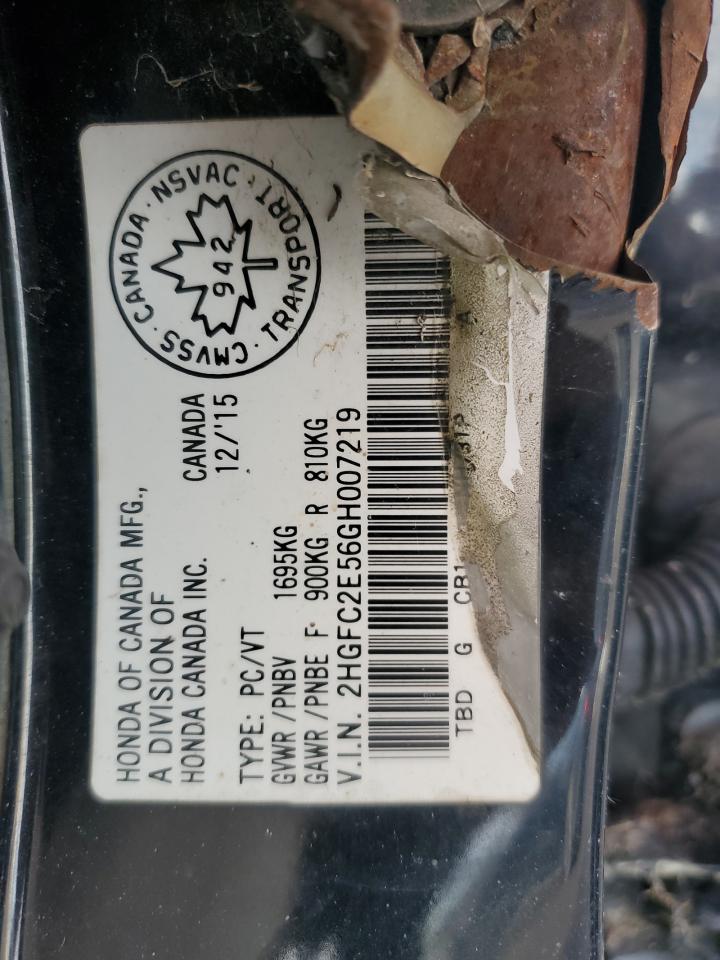 HONDA OF CANADA MFG.,
A DIVISION OF
HONDA CANADA INC.
CANADA
12/'15
CMVSS · CANADA · NSVAC · TRANSPORT ·
942
TYPE: PC/VT
GVWR /PNBV 1695KG
GAWR /PNBE F 900KG R 810KG
V.I.N. 2HGFC2E56GH007219
TBD G CB1 A